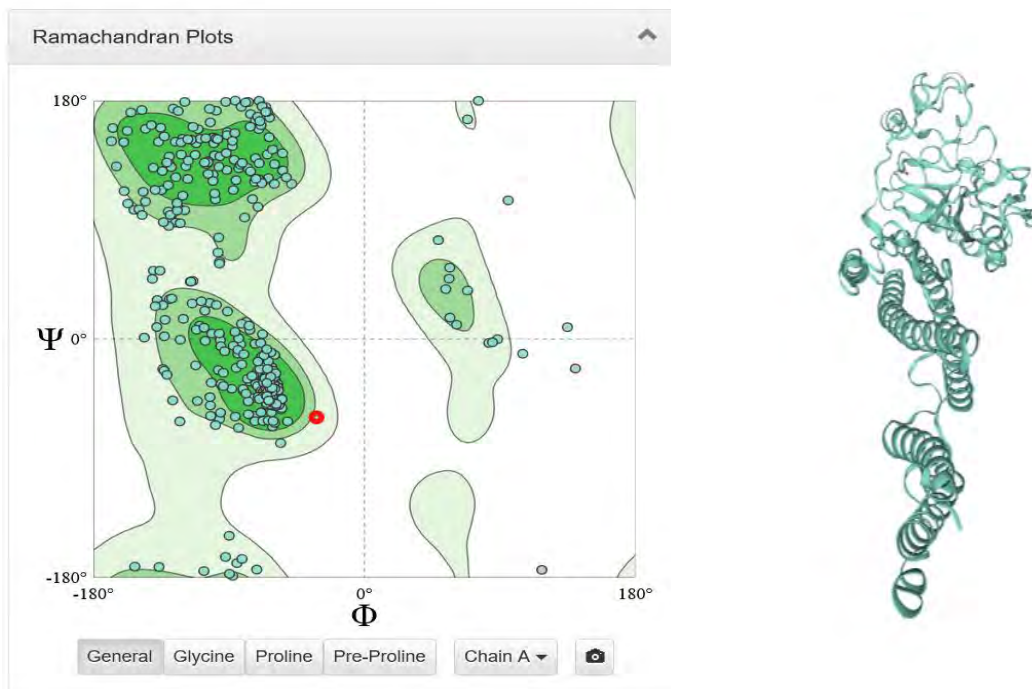 Ramachandran Plots
180°
Ψ 0°
-180°
-180° 0° 180°
Φ
General Glycine Proline Pre-Proline Chain A